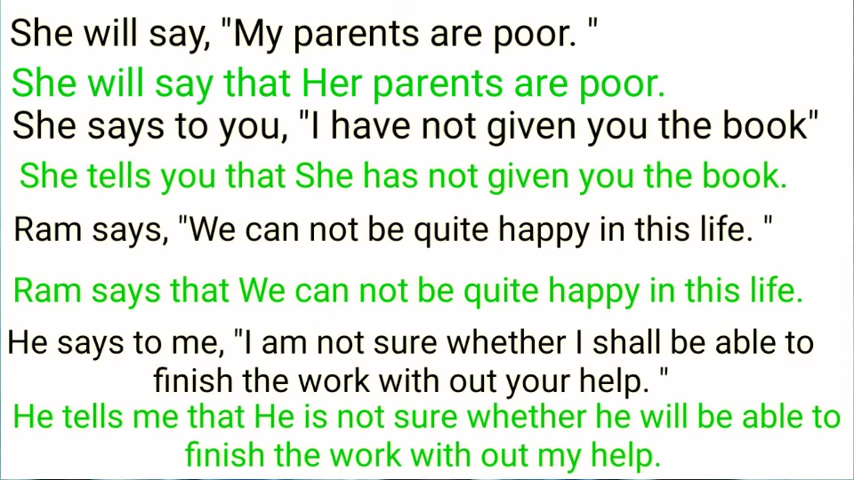 She will say, "My parents are poor. "
She will say that Her parents are poor.
She says to you, "I have not given you the book"
She tells you that She has not given you the book.
Ram says, "We can not be quite happy in this life. "
Ram says that We can not be quite happy in this life.
He says to me, "I am not sure whether I shall be able to
finish the work with out your help. "
He tells me that He is not sure whether he will be able to
finish the work with out my help.